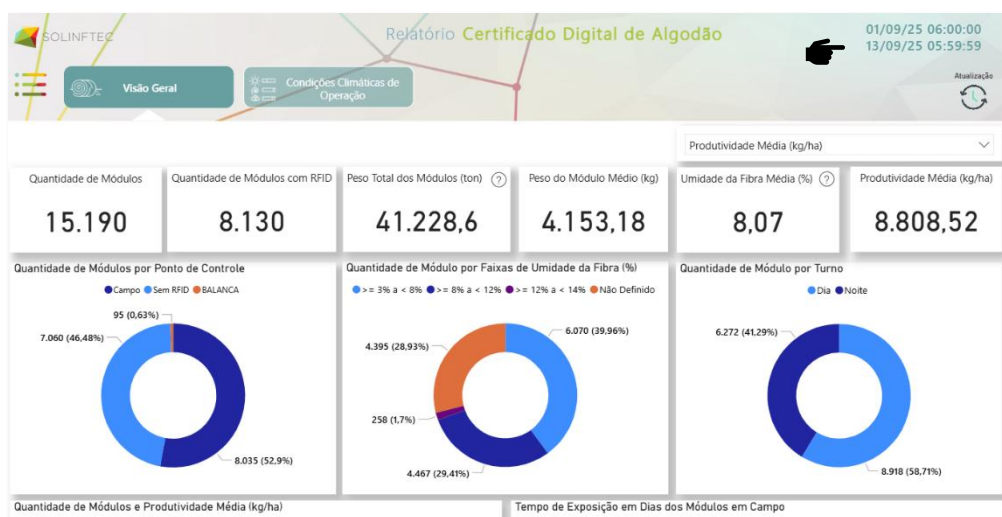 SOLINFTEC
Relatório Certificado Digital de Algodão
01/09/25 06:00:00
13/09/25 05:59:59
Visão Geral
Condições Climáticas de
Operação
Atualização
Produtividade Média (kg/ha)
Quantidade de Módulos
15.190
Quantidade de Módulos com RFID
8.130
Peso Total dos Módulos (ton) ?
41.228,6
Peso do Módulo Médio (kg)
4.153,18
Umidade da Fibra Média (%) ?
8,07
Produtividade Média (kg/ha)
8.808,52
Quantidade de Módulos por Ponto de Controle
Campo Sem RFID BALANCA
95 (0,63%)
7.060 (46,48%)
8.035 (52,9%)
Quantidade de Módulo por Faixas de Umidade da Fibra (%)
>= 3% a < 8% >= 8% a < 12% >= 12% a < 14% Não Definido
6.070 (39,96%)
4.395 (28,93%)
258 (1,7%)
4.467 (29,41%)
Quantidade de Módulo por Turno
Dia Noite
6.272 (41,29%)
8.918 (58,71%)
Quantidade de Módulos e Produtividade Média (kg/ha)
Tempo de Exposição em Dias dos Módulos em Campo